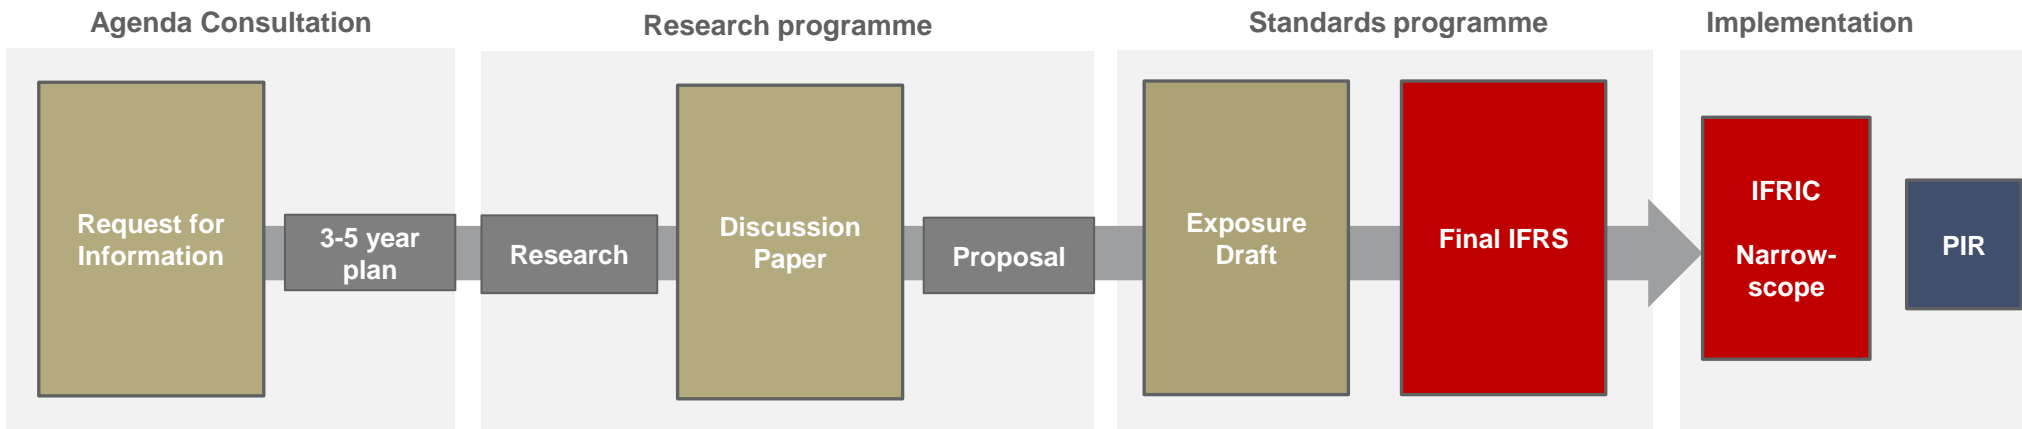 Agenda Consultation
Research programme
Standards programme
Implementation
Request for
Information
3-5 year
plan
Research
Discussion
Paper
Proposal
Exposure
Draft
Final IFRS
IFRIC
Narrow-
scope
PIR